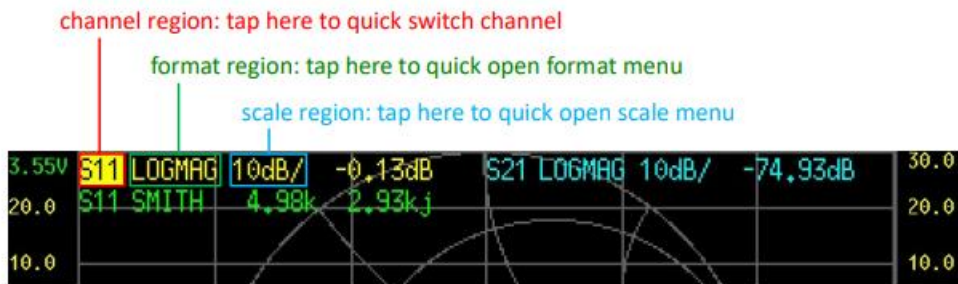 channel region: tap here to quick switch channel
format region: tap here to quick open format menu
scale region: tap here to quick open scale menu
3.55V S11 LOGMAG 10dB/ -0.13dB S21 LOGMAG 10dB/ -74.93dB 30.0
20.0 S11 SMITH 4.98k 2.93kj 20.0
10.0 10.0